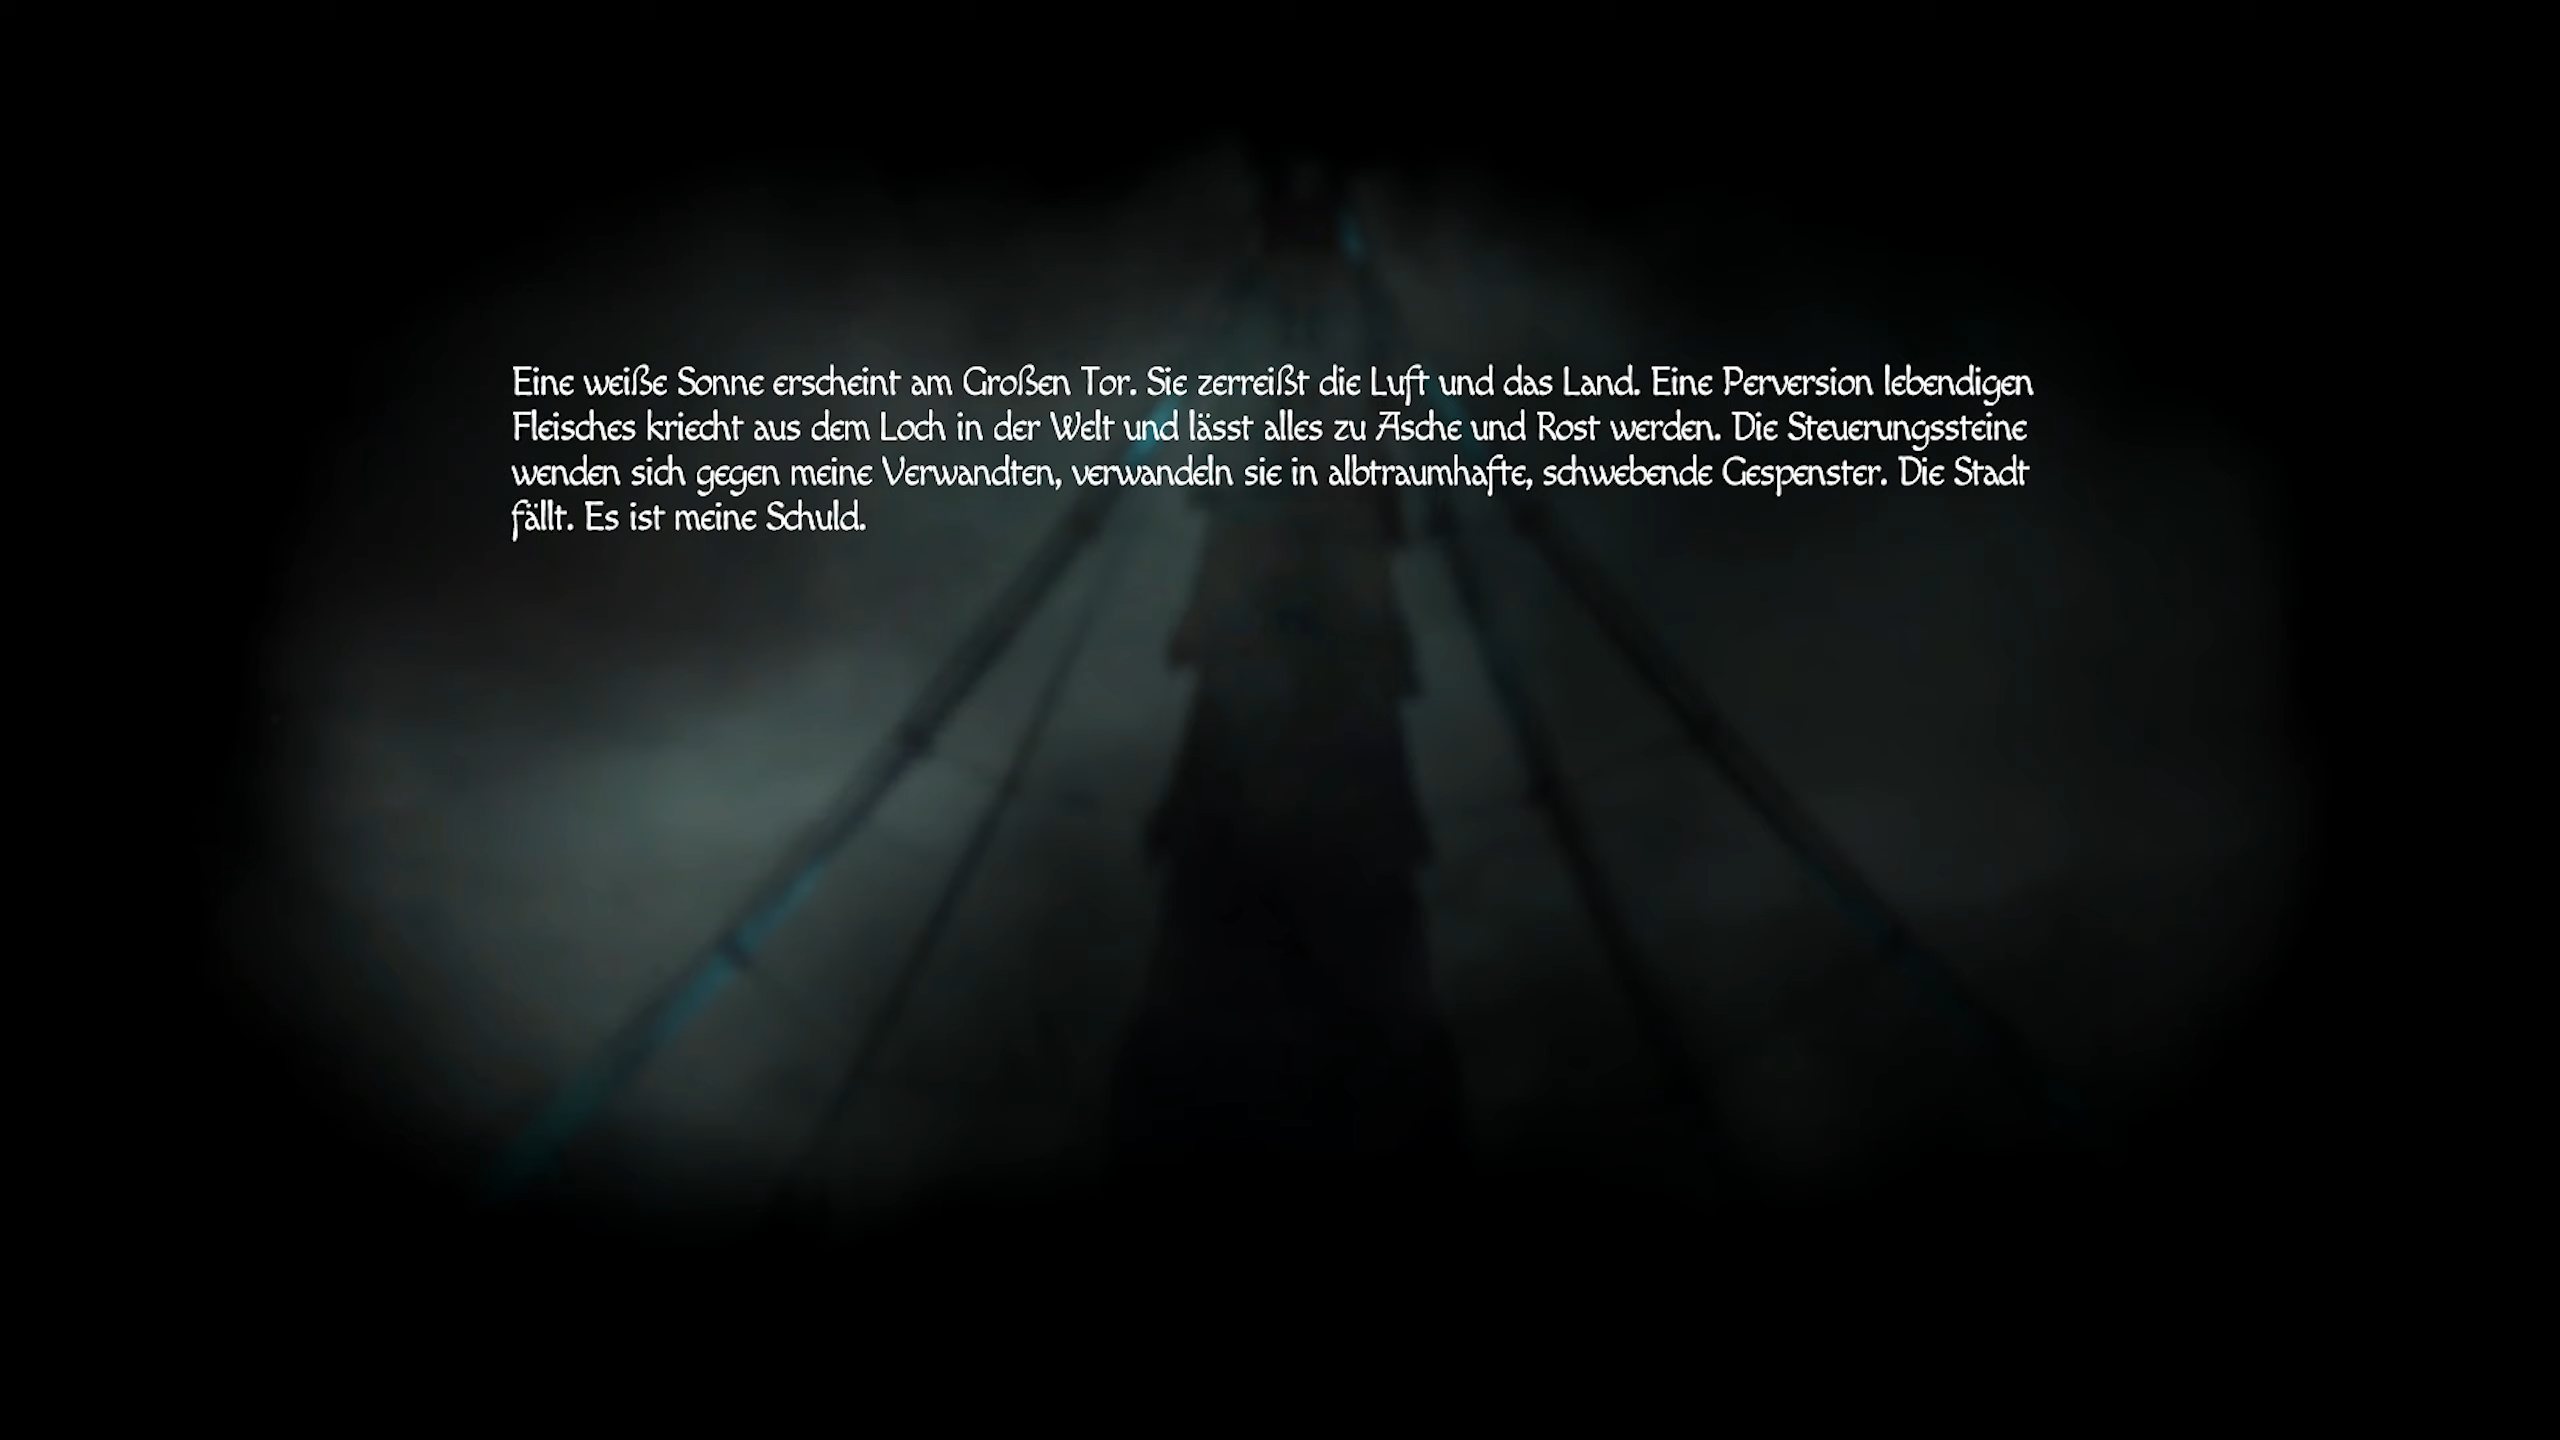 Eine weiße Sonne erscheint am Großen Tor. Sie zerreißt die Luft und das Land. Eine Perversion lebendigen
Fleisches kriecht aus dem Loch in der Welt und lässt alles zu Asche und Rost werden. Die Steuerungssteine
wenden sich gegen meine Verwandten, verwandeln sie in albtraumhafte, schwebende Gespenster. Die Stadt
fällt. Es ist meine Schuld.